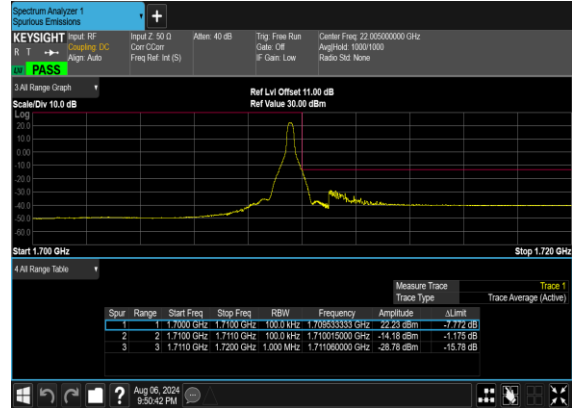 Spectrum Analyzer 1
Spurious Emissions
KEYSIGHT Input: RF Input Z: 50 Ω Atten: 40 dB Trig: Free Run Center Freq: 22.005000000 GHz
R T Coupling: DC Corr CCorr Gate: Off Avg|Hold: 1000/1000
Align: Auto Freq Ref: Int (S) IF Gain: Low Radio Std: None
PASS
3 All Range Graph
Ref Lvl Offset 11.00 dB
Scale/Div 10.0 dB Ref Value 30.00 dBm
Log
20.0
10.0
0.00
-10.0
-20.0
-30.0
-40.0
-50.0
-60.0
Start 1.700 GHz Stop 1.720 GHz
4 All Range Table
Measure Trace Trace 1
Trace Type Trace Average (Active)
Spur Range Start Freq Stop Freq RBW Frequency Amplitude ΔLimit
1 1 1.7000 GHz 1.7100 GHz 100.0 kHz 1.709533333 GHz 22.23 dBm -7.772 dB
2 2 1.7100 GHz 1.7110 GHz 100.0 kHz 1.710015000 GHz -14.18 dBm -1.175 dB
3 3 1.7110 GHz 1.7200 GHz 1.000 MHz 1.711060000 GHz -28.78 dBm -15.78 dB
? Aug 06, 2024
9:50:42 PM